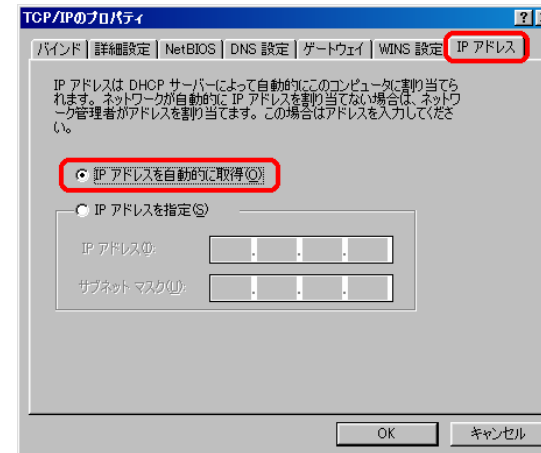 TCP/IPのプロパティ
バインド 詳細設定 NetBIOS DNS 設定 ゲートウェイ WINS 設定 IP アドレス
IP アドレスは DHCP サーバーによって自動的にこのコンピュータに割り当てら
れます。ネットワークが自動的に IP アドレスを割り当てない場合は、ネットワ
ーク管理者がアドレスを割り当てます。この場合はアドレスを入力してくださ
い。
IP アドレスを自動的に取得(O)
IP アドレスを指定(S)
IP アドレス(I):
サブネット マスク(U):
OK キャンセル